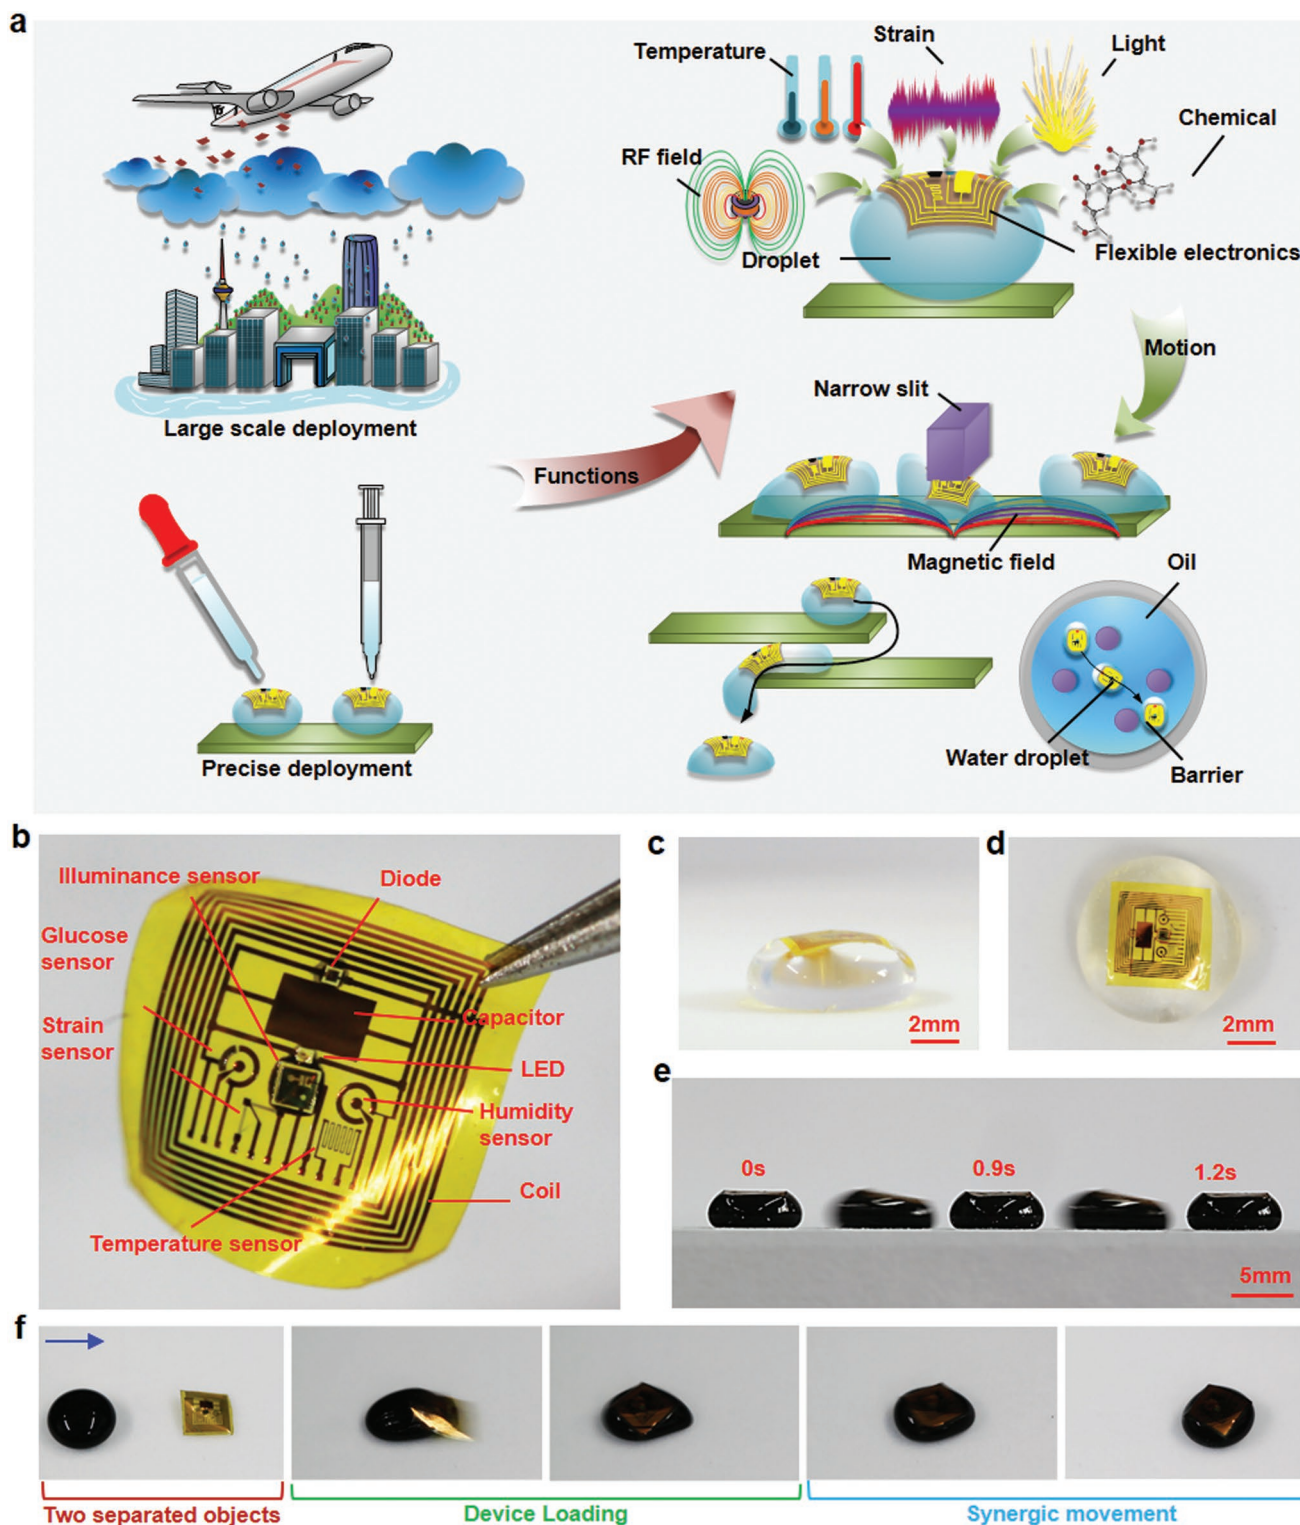 a
Temperature
Strain
Light
Chemical
RF field
Droplet
Flexible electronics
Large scale deployment
Motion
Narrow slit
Functions
Magnetic field
Oil
Water droplet
Barrier
Precise deployment
b
Illuminance sensor
Diode
Glucose
sensor
Strain
sensor
Capacitor
LED
Humidity
sensor
Coil
Temperature sensor
c
2mm
d
2mm
e
0s
0.9s
1.2s
5mm
f
Two separated objects
Device Loading
Synergic movement